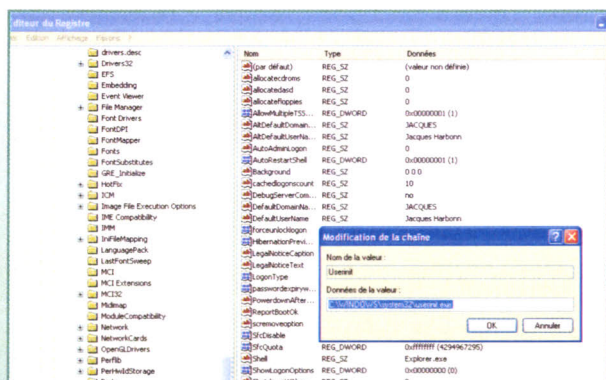 diteur du Registre
Edition Affichage Favoris ?
drivers.desc
Drivers32
EFS
Embedding
Event Viewer
File Manager
Font Drivers
FontDPI
FontMapper
Fonts
FontSubstitutes
GRE_Initialize
HotFix
ICM
Image File Execution Options
IME Compatibility
IMM
IniFileMapping
LanguagePack
LastFontSweep
MCI
MCI Extensions
MCI32
Midimap
ModuleCompatibility
Network
NetworkCards
OpenGLDrivers
Perflib
PerHwIdStorage
Nom Type Données
(par défaut) REG_SZ (valeur non définie)
allocatecdroms REG_SZ 0
allocatedasd REG_SZ 0
allocatefloppies REG_SZ 0
AllowMultipleTSS... REG_DWORD 0x00000001 (1)
AltDefaultDomain... REG_SZ JACQUES
AltDefaultUserNa... REG_SZ Jacques Harbonn
AutoAdminLogon REG_SZ 0
AutoRestartShell REG_DWORD 0x00000001 (1)
Background REG_SZ 0 0 0
cachedlogonscount REG_SZ 10
DebugServerCom... REG_SZ no
DefaultDomainNa... REG_SZ JACQUES
DefaultUserName REG_SZ Jacques Harbonn
forceunlocklogon
HibernationPrevi...
LegalNoticeCaption
LegalNoticeText
LogonType
passwordexpiryw...
PowerdownAfter...
ReportBootOk
scremoveoption
SfcDisable
SfcQuota REG_DWORD 0xffffffff (4294967295)
Shell REG_SZ Explorer.exe
ShowLogonOptions REG_DWORD 0x00000000 (0)
Modification de la chaîne
Nom de la valeur :
Userinit
Données de la valeur :
C:\WINDOWS\system32\userinit.exe
OK Annuler